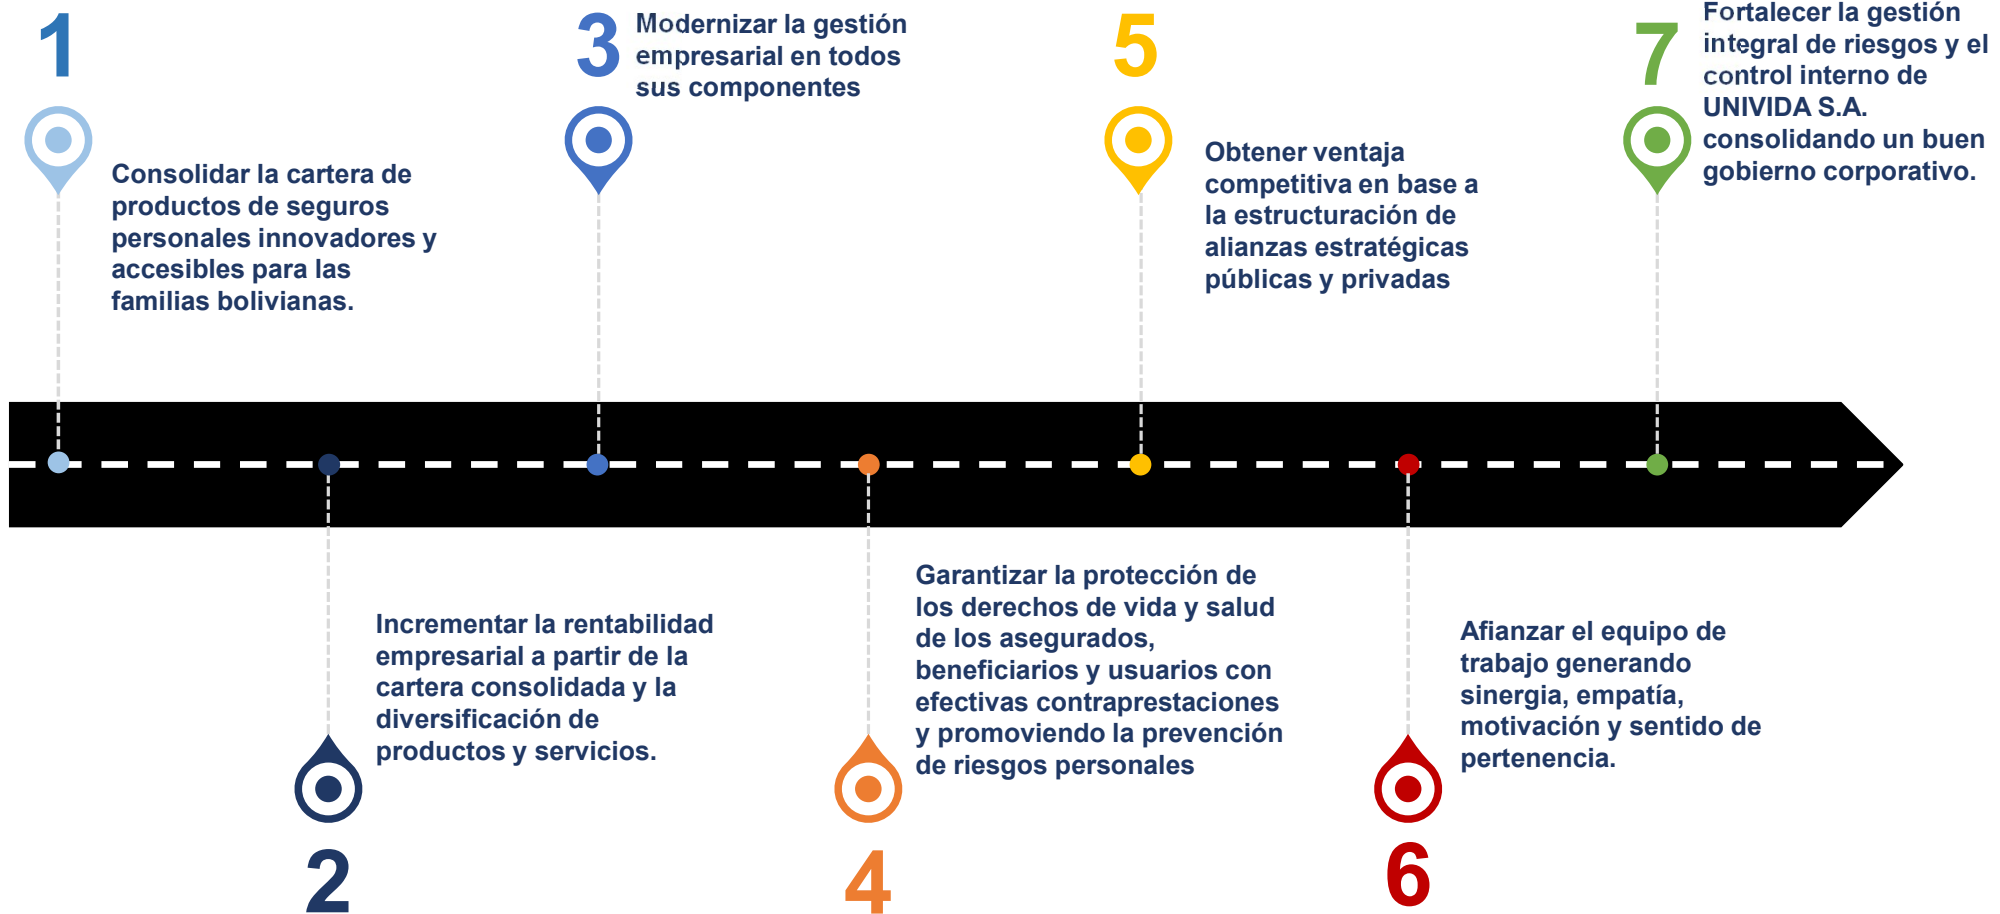 1
Consolidar la cartera de
productos de seguros
personales innovadores y
accesibles para las
familias bolivianas.
2
Incrementar la rentabilidad
empresarial a partir de la
cartera consolidada y la
diversificación de
productos y servicios.
3
Modernizar la gestión
empresarial en todos
sus componentes
4
Garantizar la protección de
los derechos de vida y salud
de los asegurados,
beneficiarios y usuarios con
efectivas contraprestaciones
y promoviendo la prevención
de riesgos personales
5
Obtener ventaja
competitiva en base a
la estructuración de
alianzas estratégicas
públicas y privadas
6
Afianzar el equipo de
trabajo generando
sinergia, empatía,
motivación y sentido de
pertenencia.
7
Fortalecer la gestión
integral de riesgos y el
control interno de
UNIVIDA S.A.
consolidando un buen
gobierno corporativo.